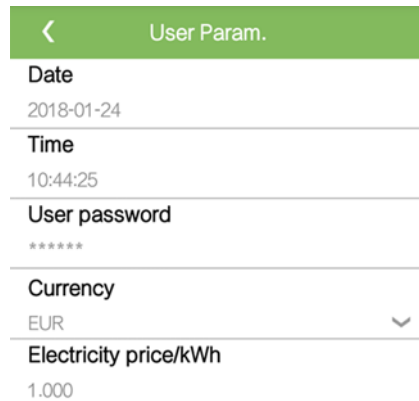 User Param.
Date
2018-01-24
Time
10:44:25
User password
******
Currency
EUR
Electricity price/kWh
1.000